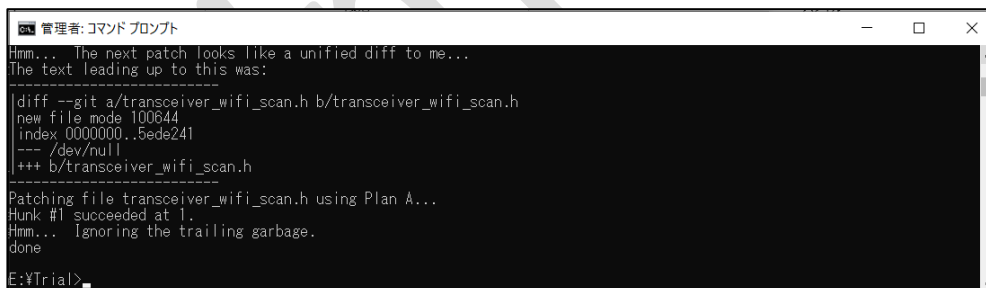 管理者: コマンド プロンプト
Hmm...  The next patch looks like a unified diff to me...
The text leading up to this was:
--------------------------
|diff --git a/transceiver_wifi_scan.h b/transceiver_wifi_scan.h
|new file mode 100644
|index 0000000..5ede241
|--- /dev/null
|+++ b/transceiver_wifi_scan.h
--------------------------
Patching file transceiver_wifi_scan.h using Plan A...
Hunk #1 succeeded at 1.
Hmm...  Ignoring the trailing garbage.
done
E:¥Trial>